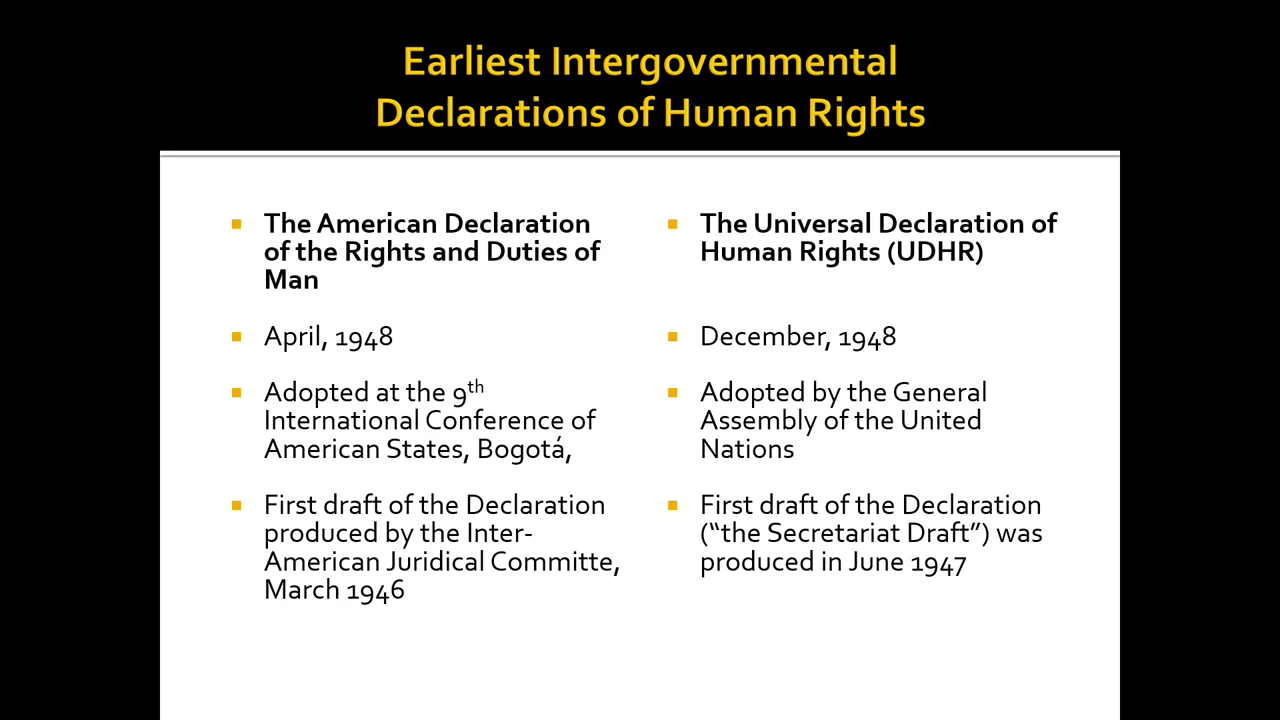 Earliest Intergovernmental
Declarations of Human Rights
▪ The American Declaration
of the Rights and Duties of
Man
▪ April, 1948
▪ Adopted at the 9th
International Conference of
American States, Bogotá,
▪ First draft of the Declaration
produced by the Inter-
American Juridical Committe,
March 1946
▪ The Universal Declaration of
Human Rights (UDHR)
▪ December, 1948
▪ Adopted by the General
Assembly of the United
Nations
▪ First draft of the Declaration
(“the Secretariat Draft”) was
produced in June 1947